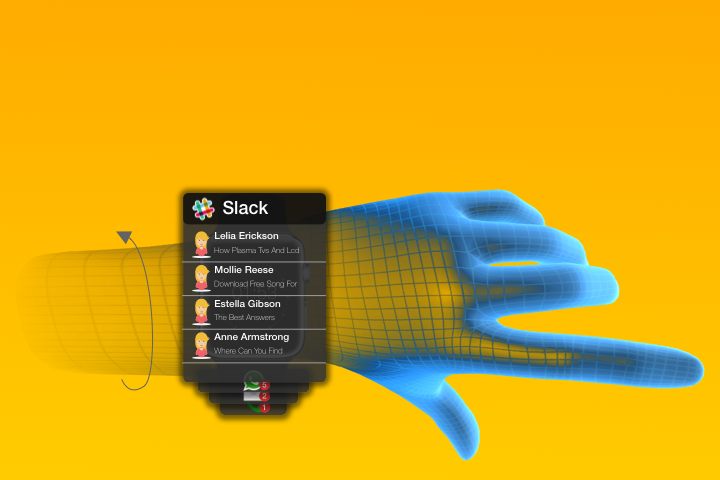 Slack
Lelia Erickson
How Plasma Tvs And Lcd
Mollie Reese
Download Free Song For
Estella Gibson
The Best Answers
Anne Armstrong
Where Can You Find
5
2
1